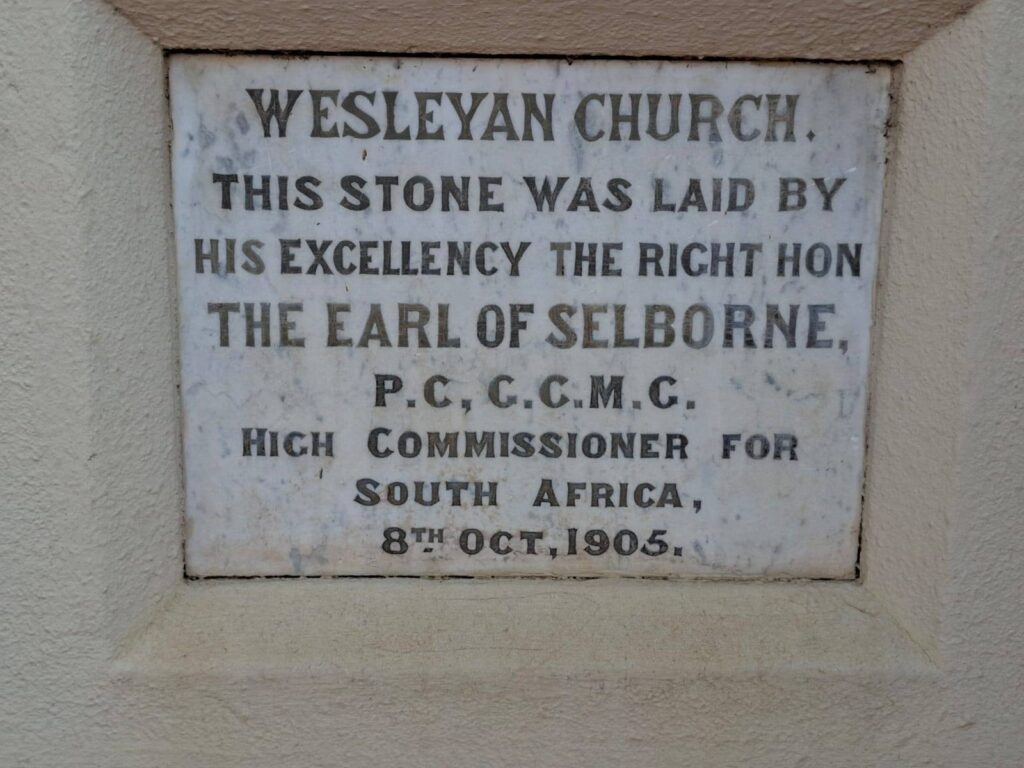 WESLEYAN CHURCH.
THIS STONE WAS LAID BY
HIS EXCELLENCY THE RIGHT HON
THE EARL OF SELBORNE,
P.C, G.C.M.G.
HIGH COMMISSIONER FOR
SOUTH AFRICA,
8TH OCT, 1905.